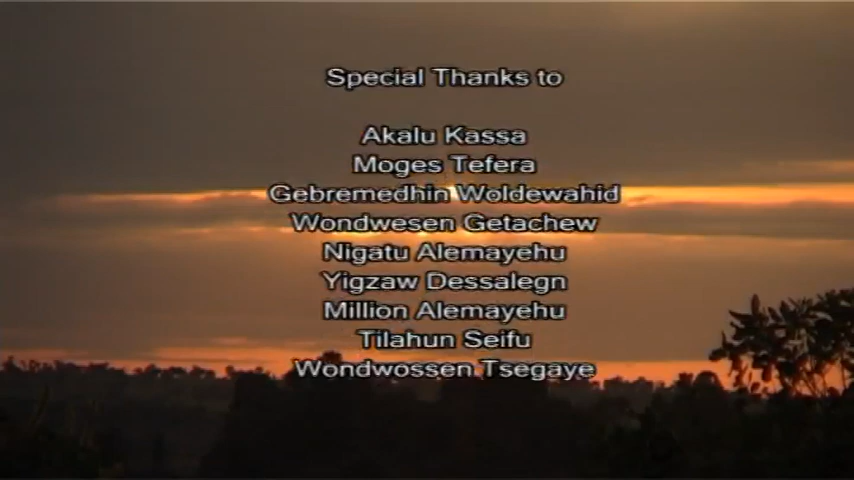 Special Thanks to
Akalu Kassa
Moges Tefera
Gebremedhin Woldewahid
Wondwesen Getachew
Nigatu Alemayehu
Yigzaw Dessalegn
Million Alemayehu
Tilahun Seifu
Wondwossen Tsegaye